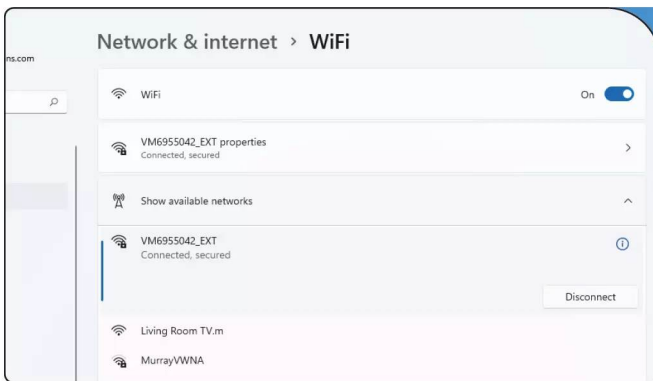 Network & internet > WiFi
ns.com
WiFi
On
VM6955042_EXT properties
Connected, secured
Show available networks
VM6955042_EXT
Connected, secured
Disconnect
Living Room TV.m
MurrayVWNA